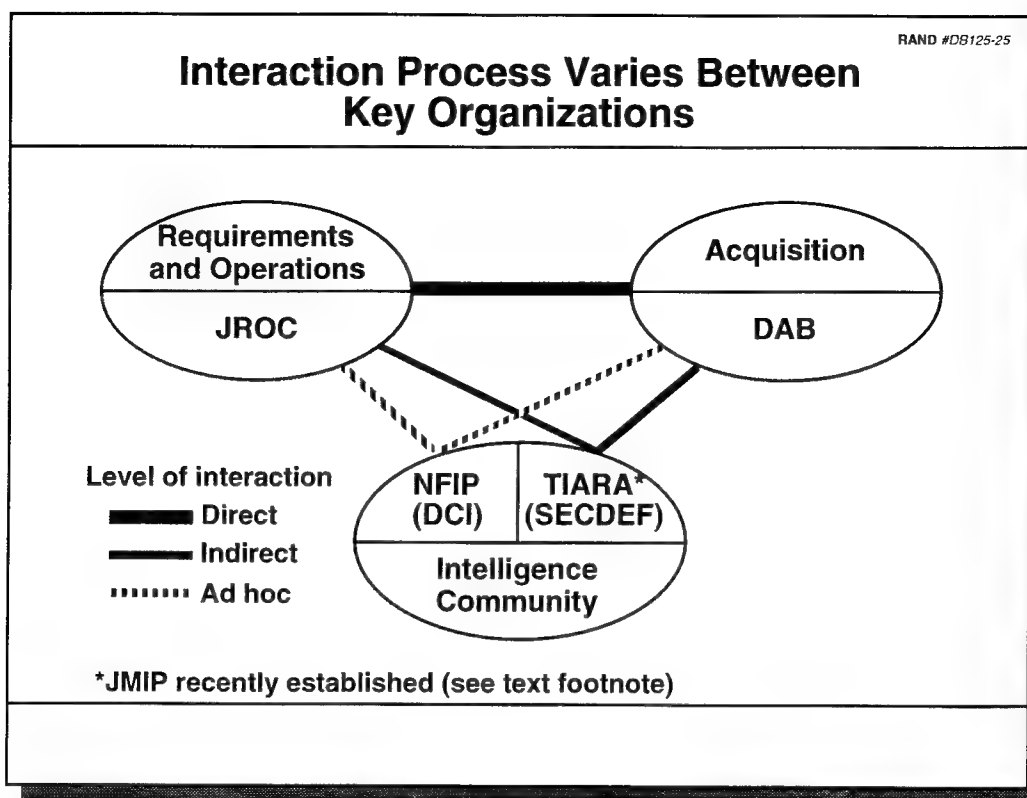 RAND #DB125-25
Interaction Process Varies Between
Key Organizations
Requirements
and Operations
JROC
Acquisition
DAB
Level of interaction
Direct
Indirect
Ad hoc
NFIP
(DCI)
TIARA*
(SECDEF)
Intelligence
Community
*JMIP recently established (see text footnote)